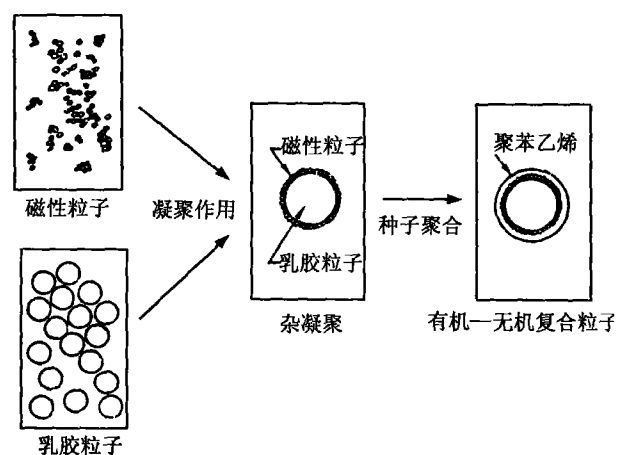 磁性粒子
凝聚作用
乳胶粒子
磁性粒子
乳胶粒子
杂凝聚
种子聚合
聚苯乙烯
有机—无机复合粒子